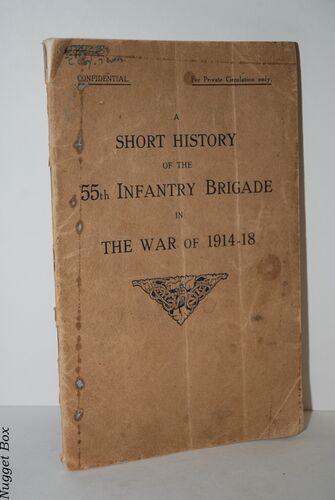 CONFIDENTIAL
For Private Circulation only.
A
SHORT HISTORY
OF THE
55th INFANTRY BRIGADE
IN
THE WAR OF 1914-18
Nugget Box